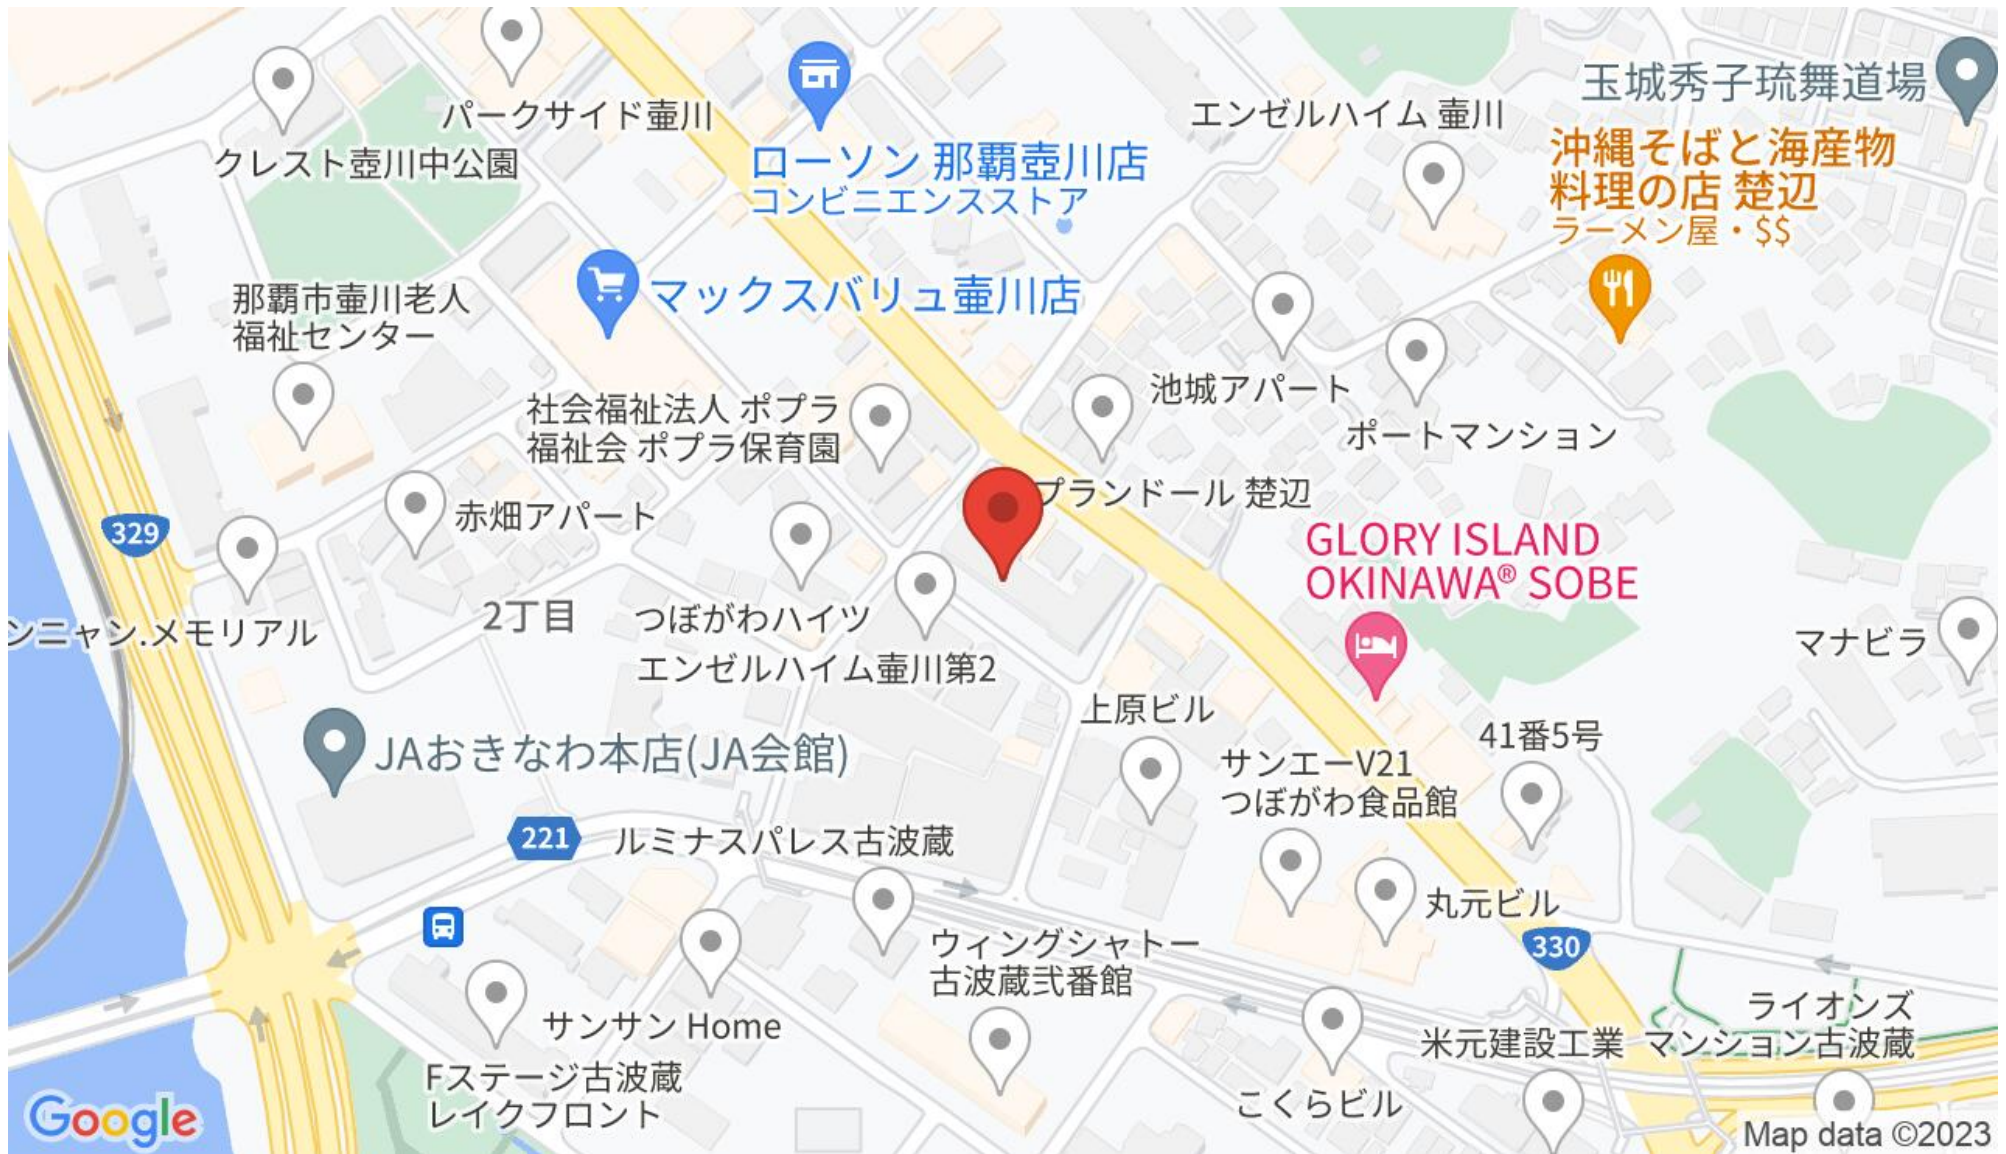 パークサイド壷川
クレスト壺川中公園
ローソン 那覇壺川店
コンビニエンスストア
エンゼルハイム 壷川
玉城秀子琉舞道場
沖縄そばと海産物
料理の店 楚辺
ラーメン屋・$$
マックスバリュ壷川店
那覇市壷川老人
福祉センター
社会福祉法人 ポプラ
福祉会 ポプラ保育園
池城アパート
ポートマンション
プランドール 楚辺
赤畑アパート
329
GLORY ISLAND
OKINAWA® SOBE
2丁目
つぼがわハイツ
ンニャン.メモリアル
エンゼルハイム壷川第2
マナビラ
上原ビル
JAおきなわ本店(JA会館)
41番5号
サンエーV21
つぼがわ食品館
221
ルミナスパレス古波蔵
丸元ビル
330
ウィングシャトー
古波蔵弐番館
サンサン Home
Fステージ古波蔵
レイクフロント
こくらビル
米元建設工業
ライオンズ
マンション古波蔵
Google
Map data ©2023